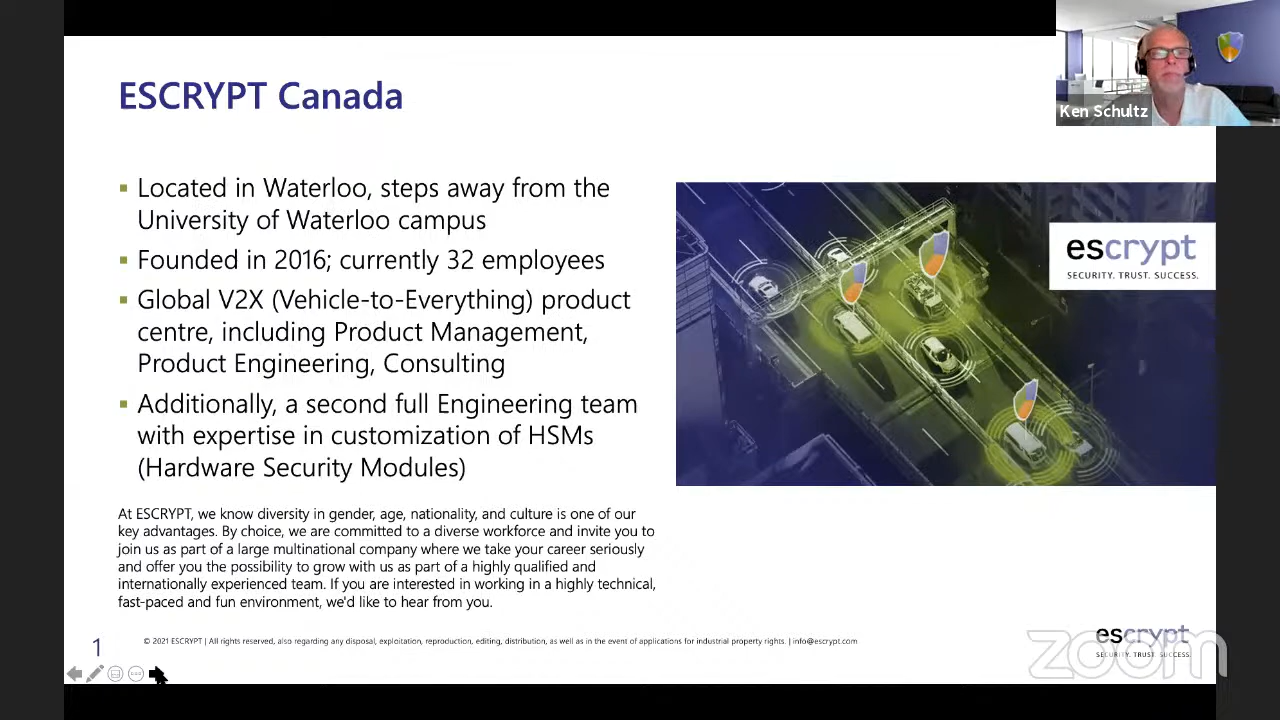 ESCRYPT Canada
Ken Schultz
Located in Waterloo, steps away from the
University of Waterloo campus
Founded in 2016; currently 32 employees
Global V2X (Vehicle-to-Everything) product
centre, including Product Management,
Product Engineering, Consulting
Additionally, a second full Engineering team
with expertise in customization of HSMs
(Hardware Security Modules)
escrypt
SECURITY. TRUST. SUCCESS.
At ESCRYPT, we know diversity in gender, age, nationality, and culture is one of our
key advantages. By choice, we are committed to a diverse workforce and invite you to
join us as part of a large multinational company where we take your career seriously
and offer you the possibility to grow with us as part of a highly qualified and
internationally experienced team. If you are interested in working in a highly technical,
fast-paced and fun environment, we'd like to hear from you.
1
© 2021 ESCRYPT | All rights reserved, also regarding any disposal, exploitation, reproduction, editing, distribution, as well as in the event of applications for industrial property rights. | info@escrypt.com
escrypt
SECURITY. TRUST. SUCCESS.
zoom